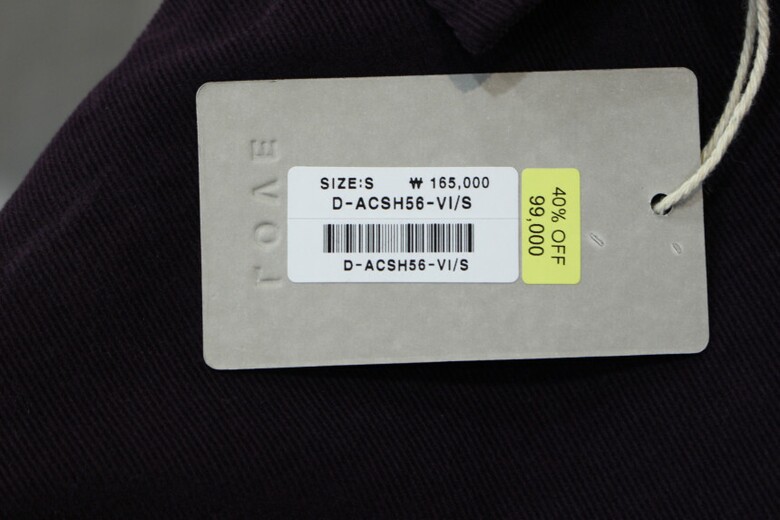 SIZE:S ₩ 165,000
D-ACSH56-VI/S
D-ACSH56-VI/S
40% OFF
99,000